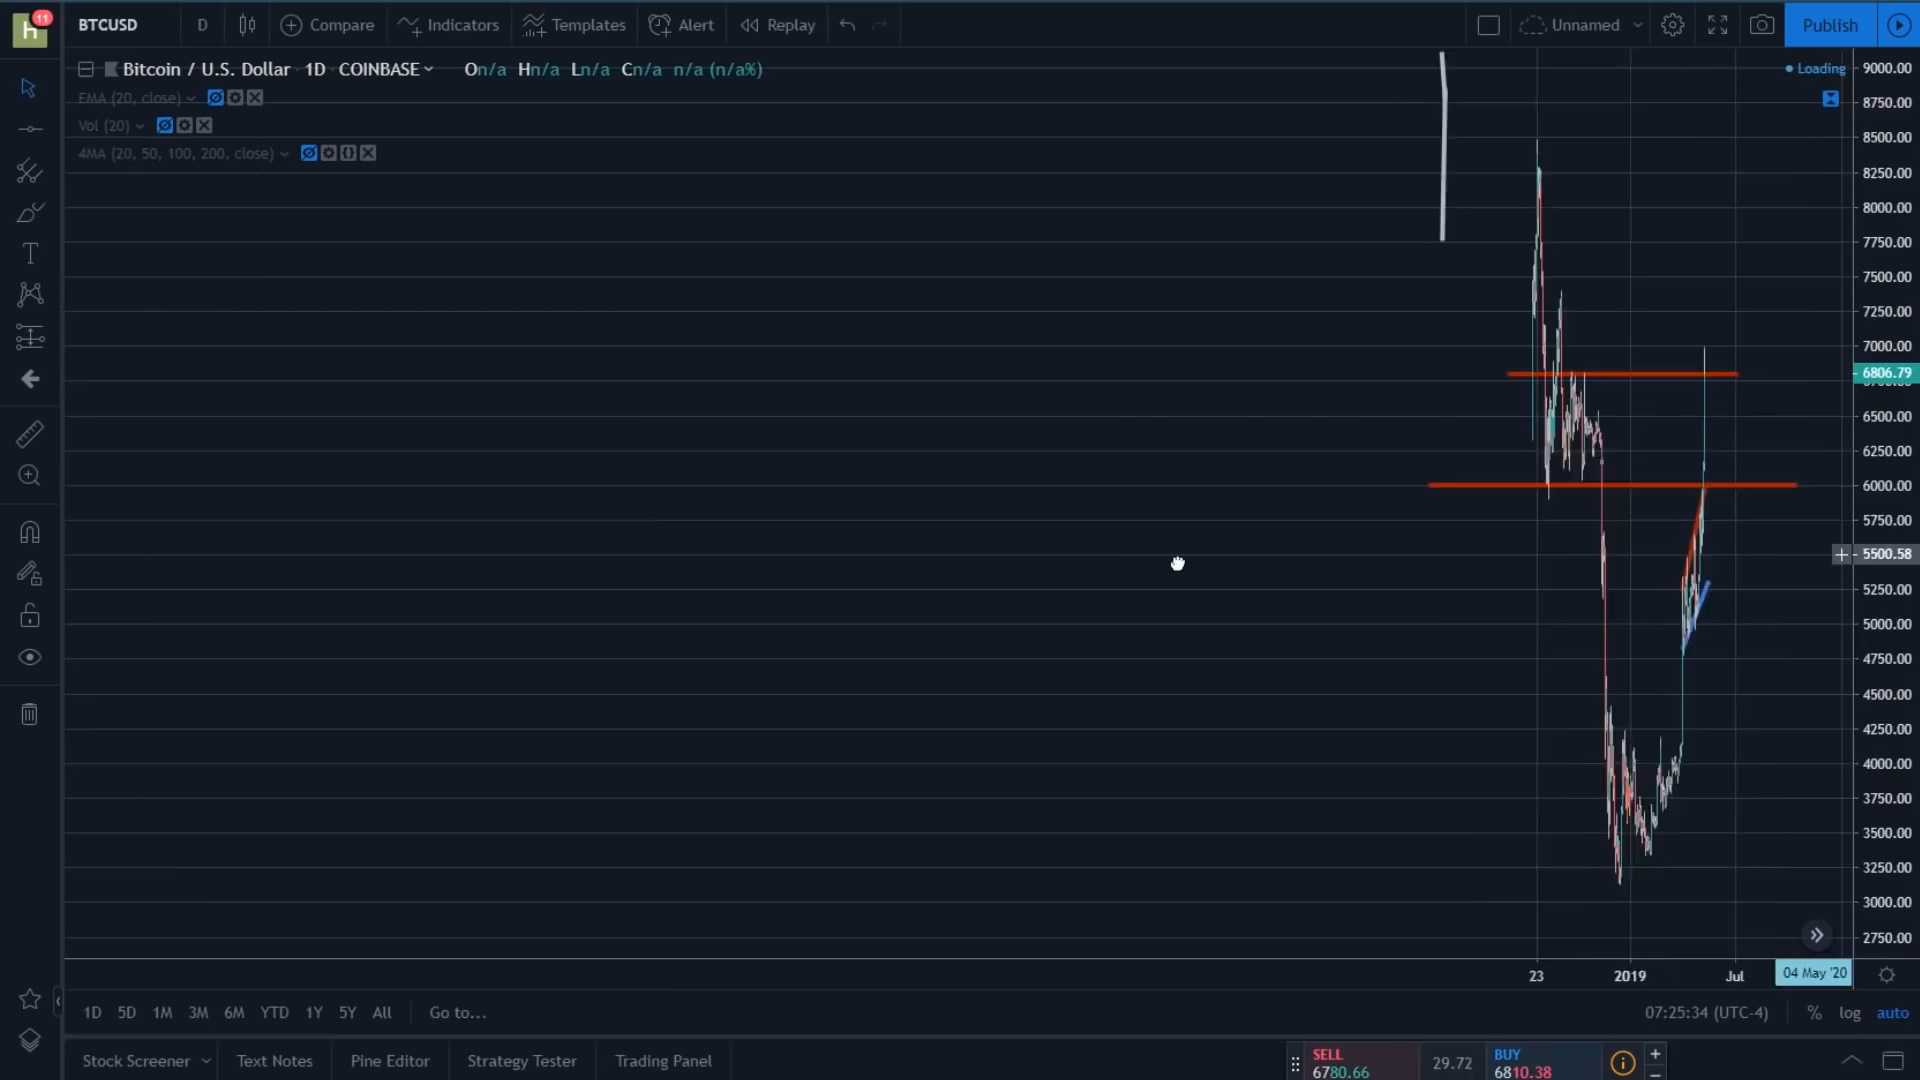 h 11 BTCUSD D Compare Indicators Templates Alert Replay Unnamed Publish
Bitcoin / U.S. Dollar 1D COINBASE On/a Hn/a Ln/a Cn/a n/a (n/a%)
Loading
EMA (20, close)
Vol (20)
4MA (20, 50, 100, 200, close)
9000.00
8750.00
8500.00
8250.00
8000.00
7750.00
7500.00
7250.00
7000.00
6806.79
6500.00
6250.00
6000.00
5750.00
5500.58
5250.00
5000.00
4750.00
4500.00
4250.00
4000.00
3750.00
3500.00
3250.00
3000.00
2750.00
23 2019 Jul 04 May '20
1D 5D 1M 3M 6M YTD 1Y 5Y All Go to... 07:25:34 (UTC-4) % log auto
Stock Screener Text Notes Pine Editor Strategy Tester Trading Panel
SELL
6780.66
29.72
BUY
6810.38